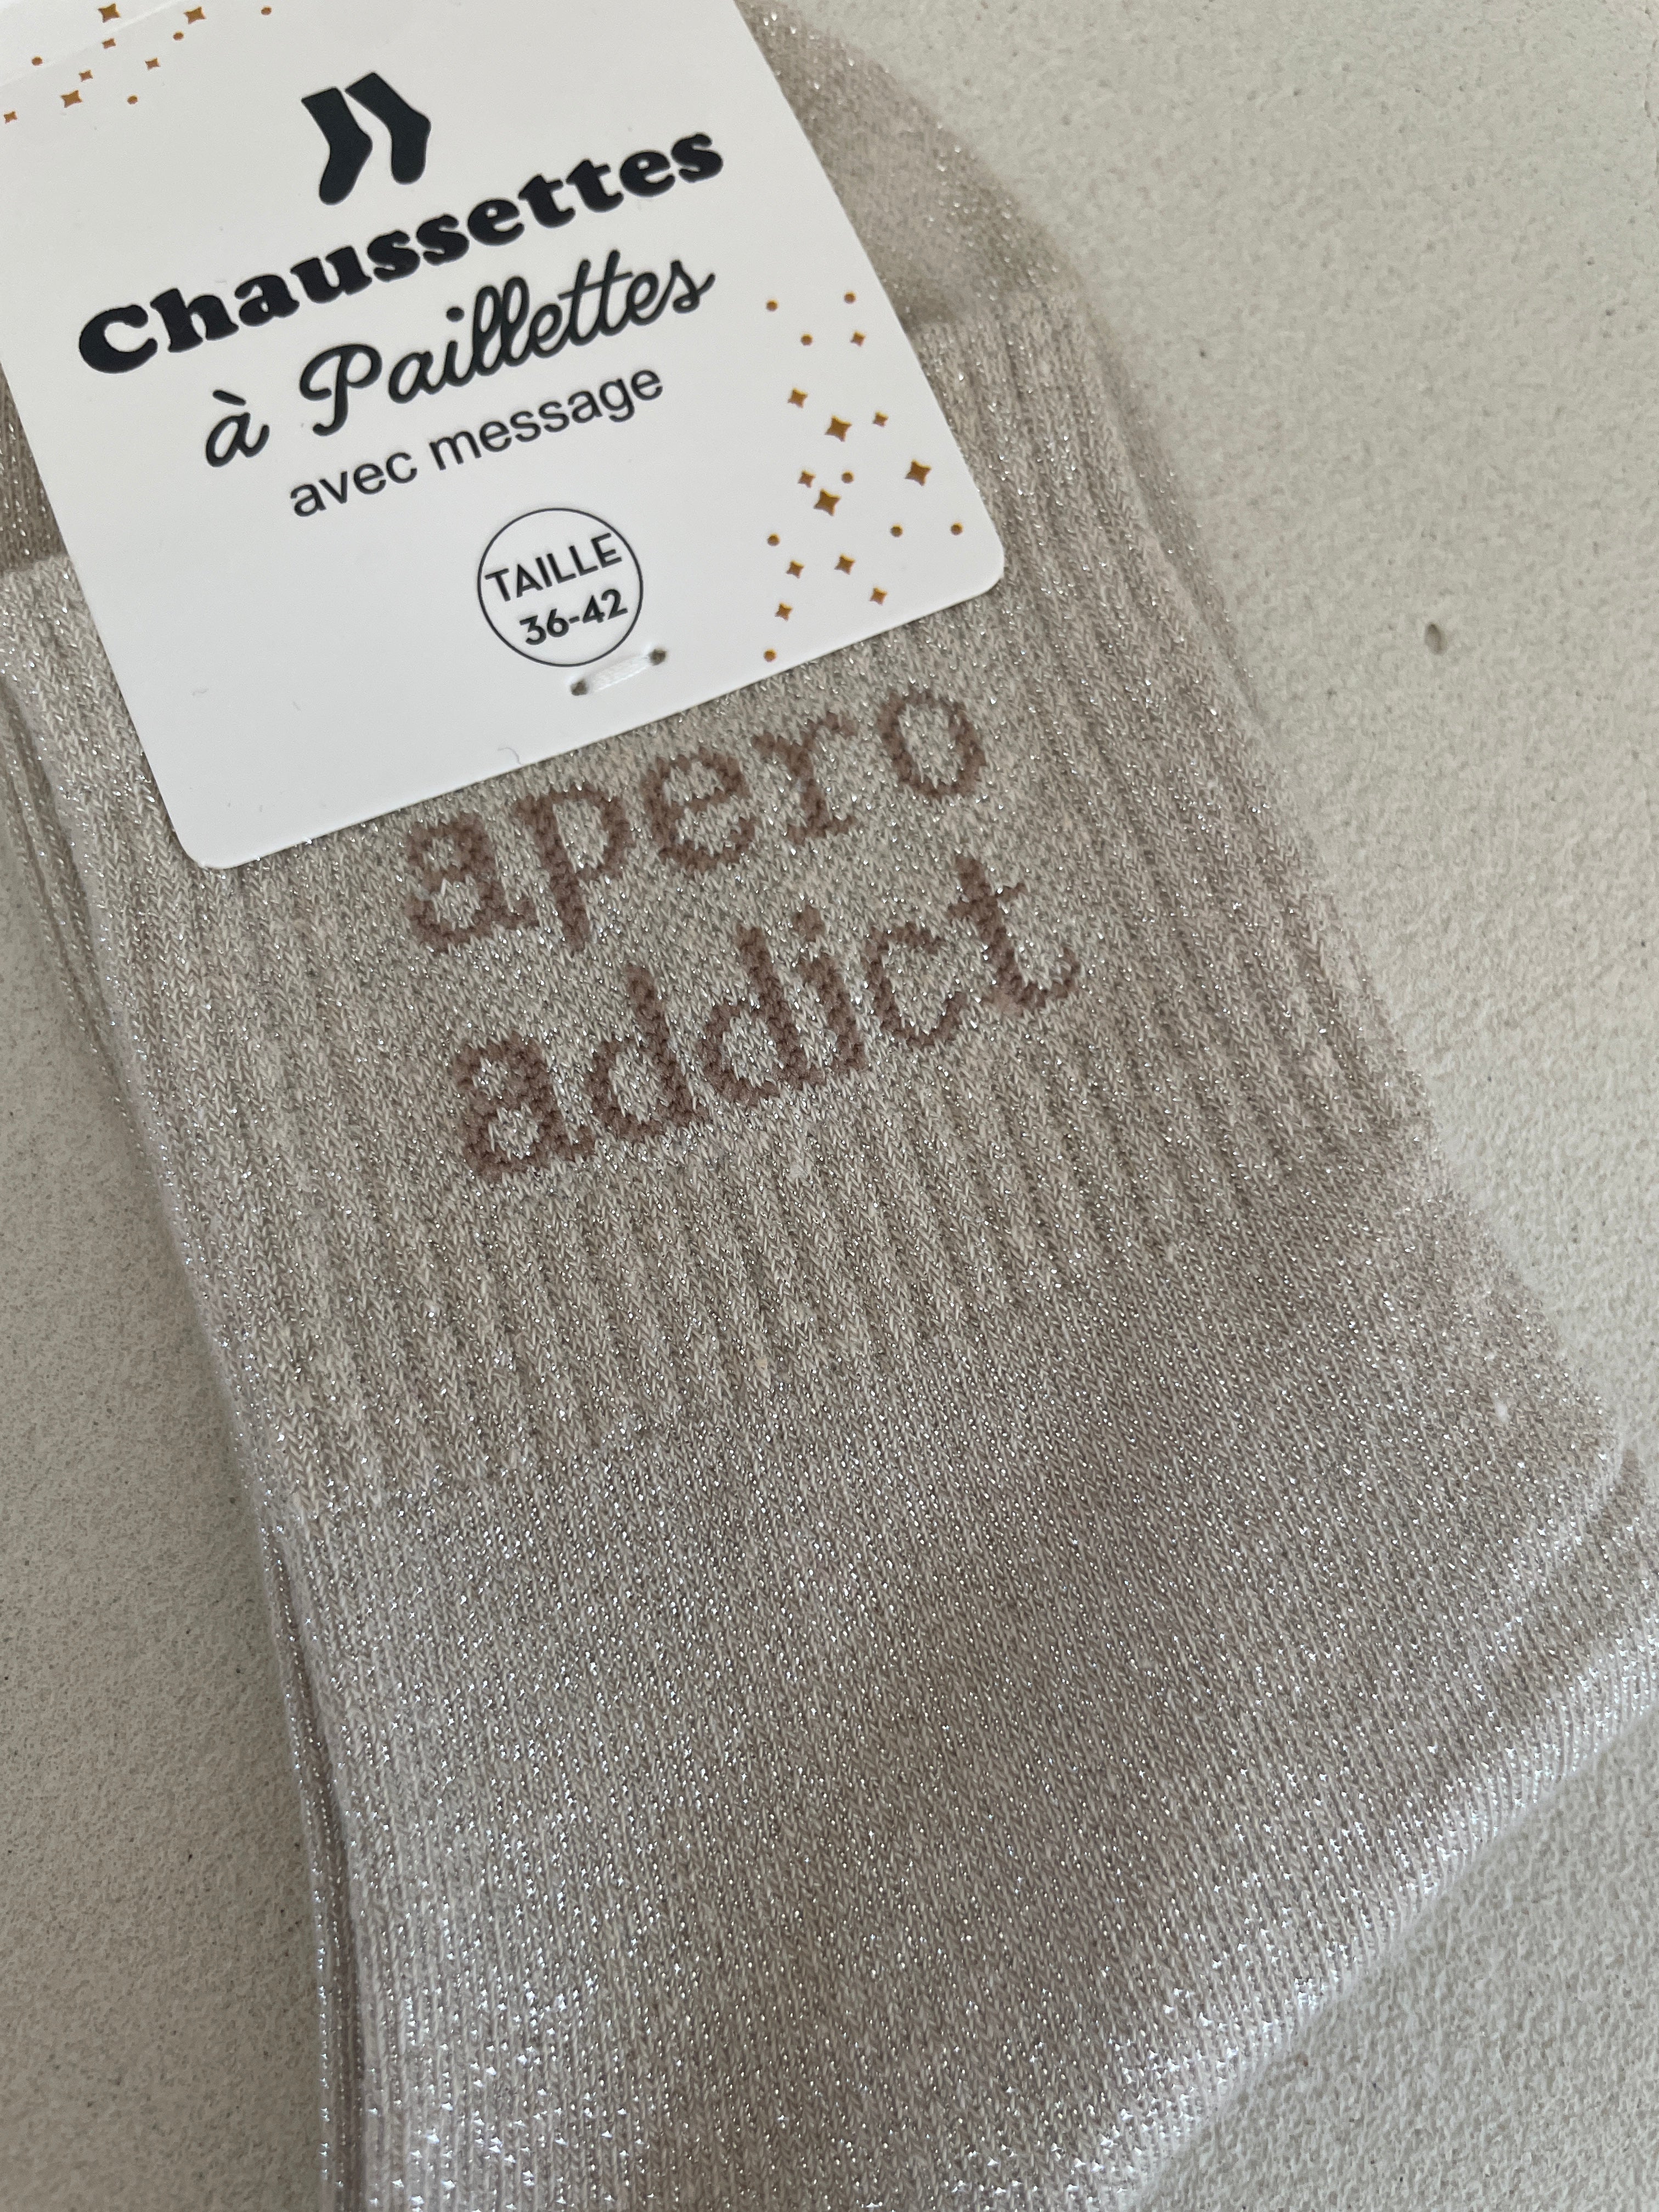 Chaussettes
à Paillettes
avec message
TAILLE
36-42
apero
addict